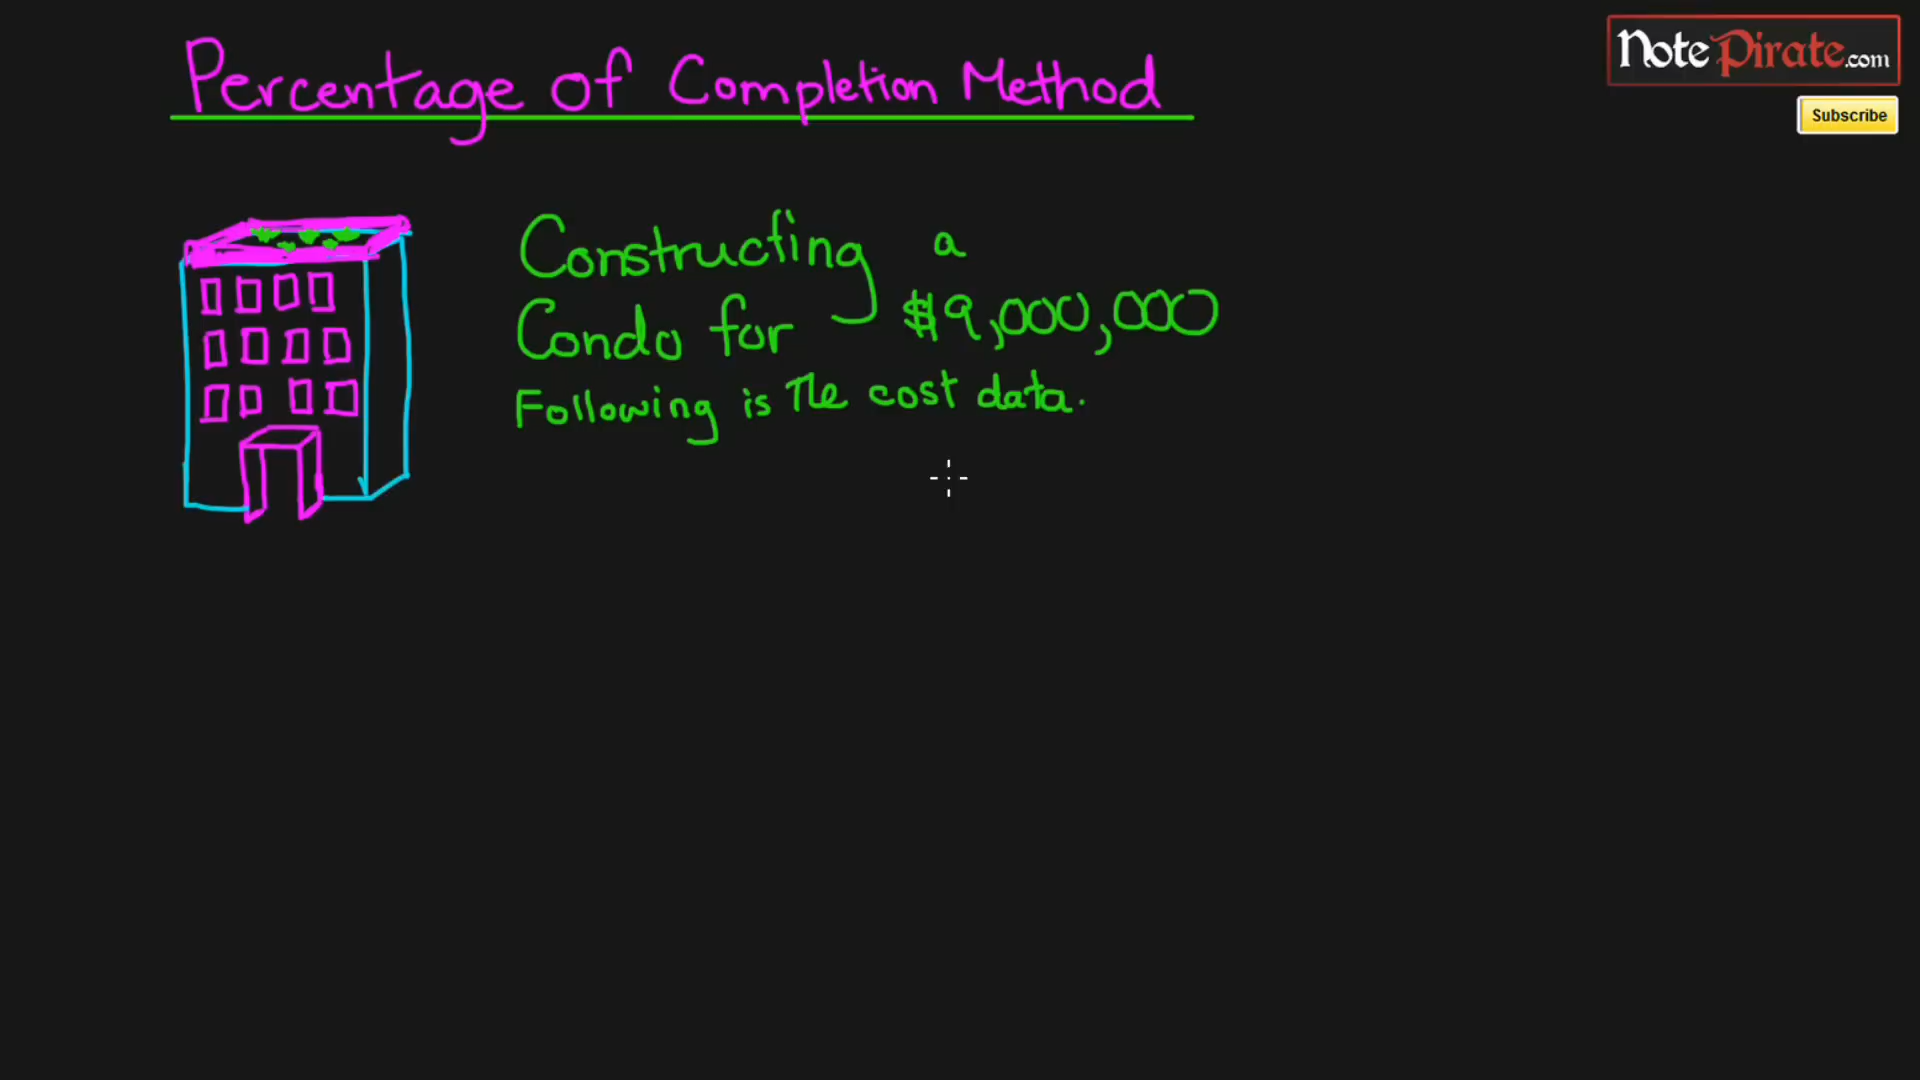 Percentage of Completion Method
NotePirate.com
Subscribe
Constructing a
Condo for $9,000,000
Following is the cost data.